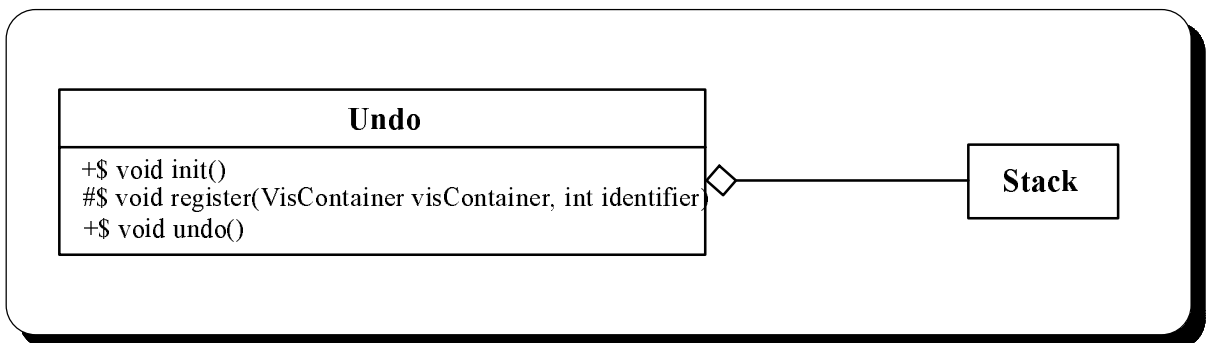 Undo
+$ void init()
#$ void register(VisContainer visContainer, int identifier)
+$ void undo()
Stack